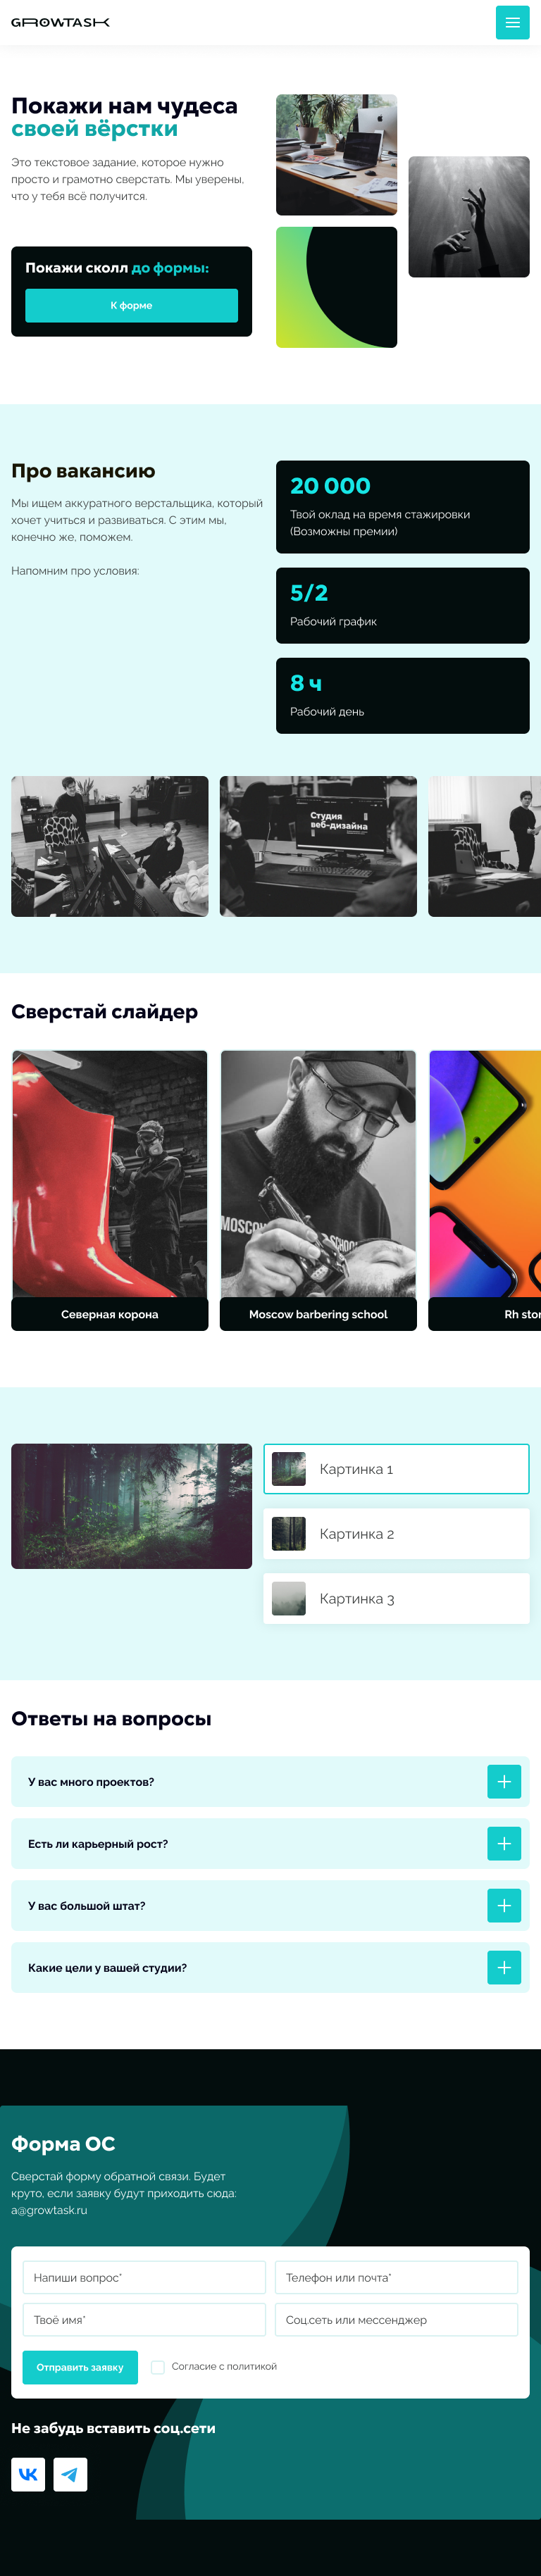 GROWTASK
Покажи нам чудеса
своей вёрстки
Это текстовое задание, которое нужно
просто и грамотно сверстать. Мы уверены,
что у тебя всё получится.
Покажи сколл до формы:
К форме
Про вакансию
Мы ищем аккуратного верстальщика, который
хочет учиться и развиваться. С этим мы,
конечно же, поможем.
Напомним про условия:
20 000
Твой оклад на время стажировки
(Возможны премии)
5/2
Рабочий график
8 ч
Рабочий день
Студия
веб-дизайна
Сверстай слайдер
MOSCOW
SCHOOL
Северная корона
Moscow barbering school
Rh stor
Картинка 1
Картинка 2
Картинка 3
Ответы на вопросы
У вас много проектов?
Есть ли карьерный рост?
У вас большой штат?
Какие цели у вашей студии?
Форма ОС
Сверстай форму обратной связи. Будет
круто, если заявку будут приходить сюда:
a@growtask.ru
Напиши вопрос*
Телефон или почта*
Твоё имя*
Соц.сеть или мессенджер
Отправить заявку
Согласие с политикой
Не забудь вставить соц.сети